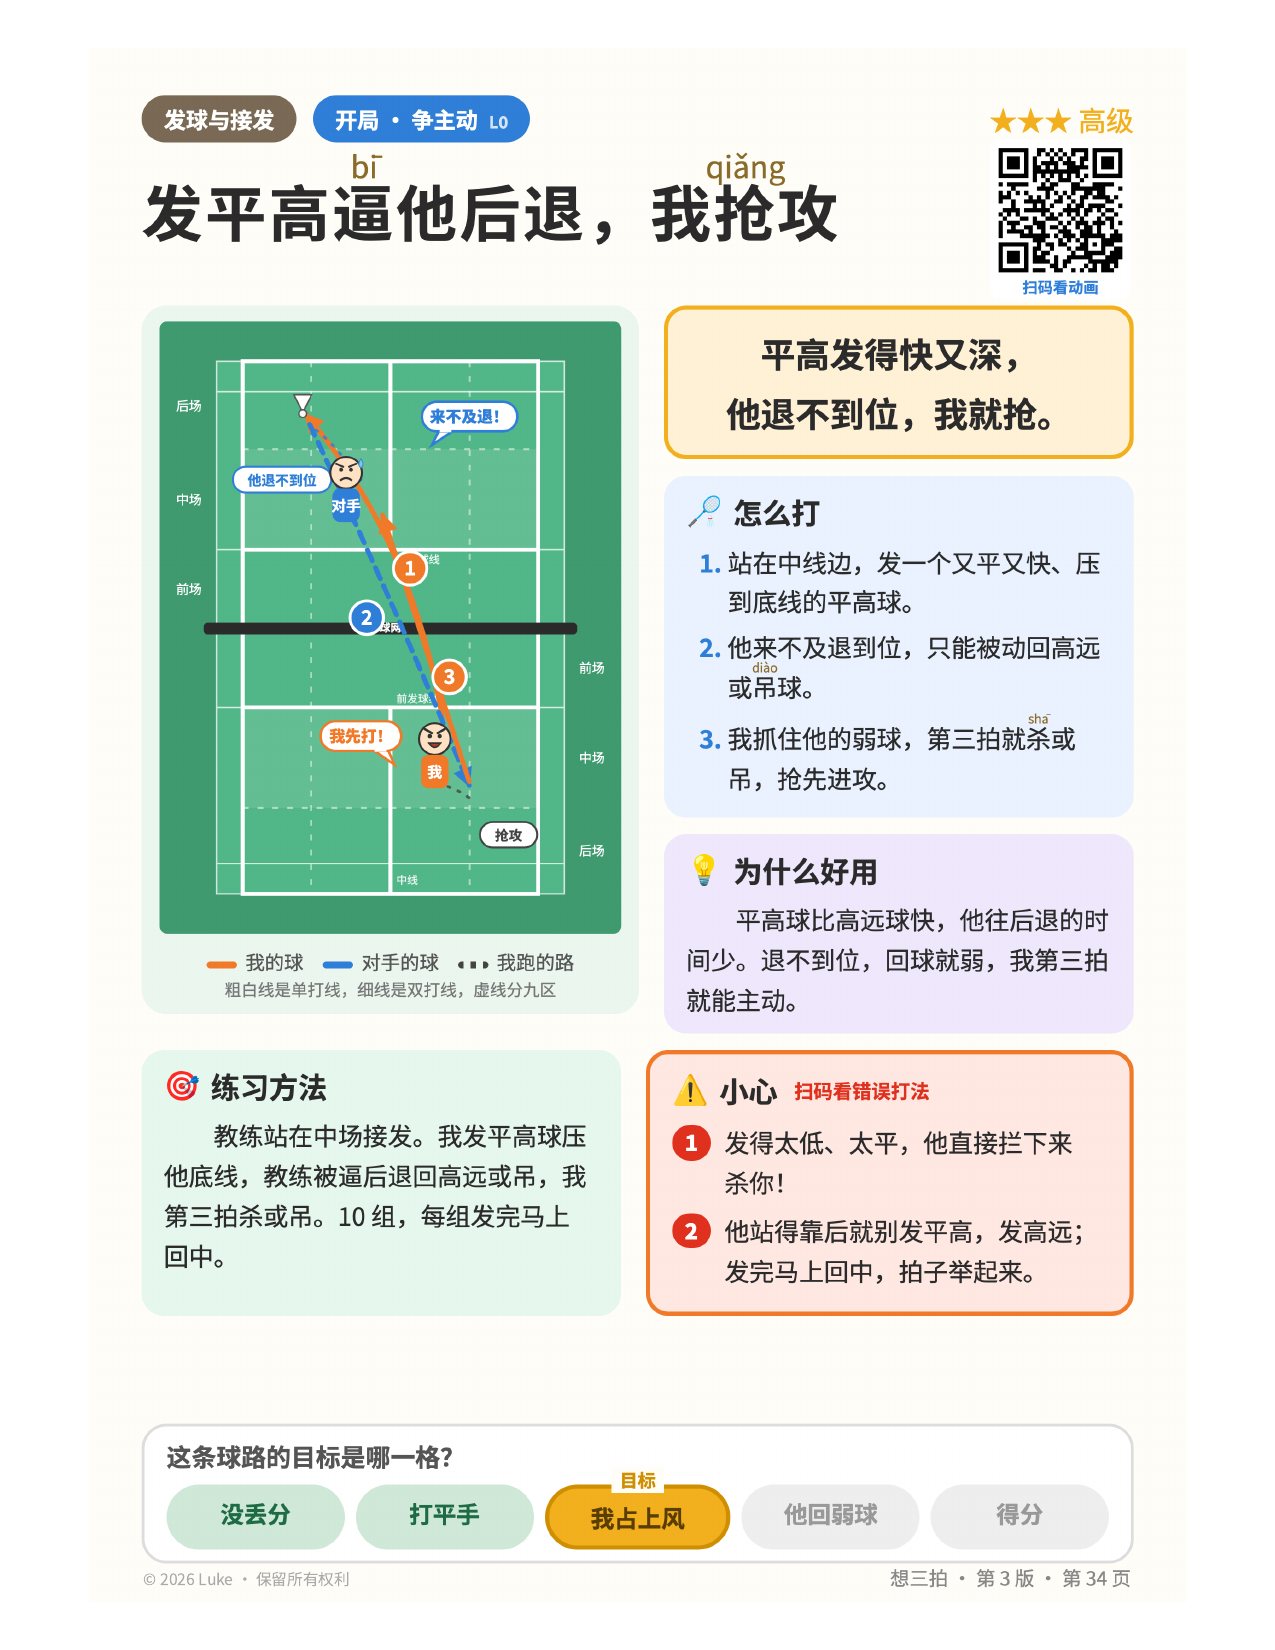 发球与接发
开局 · 争主动 L0
★★★ 高级
bī
qiǎng
发平高逼他后退，我抢攻
扫码看动画
后场
中场
前场
来不及退！
他退不到位
对手
1
2
球网
3
前场
中场
后场
我先打！
我
抢攻
中线
我的球
对手的球
我跑的路
粗白线是单打线，细线是双打线，虚线分九区
平高发得快又深，
他退不到位，我就抢。
怎么打
1. 站在中线边，发一个又平又快、压
到底线的平高球。
2. 他来不及退到位，只能被动回高远
diào
或吊球。
shā
3. 我抓住他的弱球，第三拍就杀或
吊，抢先进攻。
为什么好用
平高球比高远球快，他往后退的时
间少。退不到位，回球就弱，我第三拍
就能主动。
练习方法
教练站在中场接发。我发平高球压
他底线，教练被逼后退回高远或吊，我
第三拍杀或吊。10 组，每组发完马上
回中。
小心 扫码看错误打法
1 发得太低、太平，他直接拦下来
杀你！
2 他站得靠后就别发平高，发高远；
发完马上回中，拍子举起来。
这条球路的目标是哪一格？
目标
没丢分
打平手
我占上风
他回弱球
得分
© 2026 Luke · 保留所有权利
想三拍 · 第 3 版 · 第 34 页